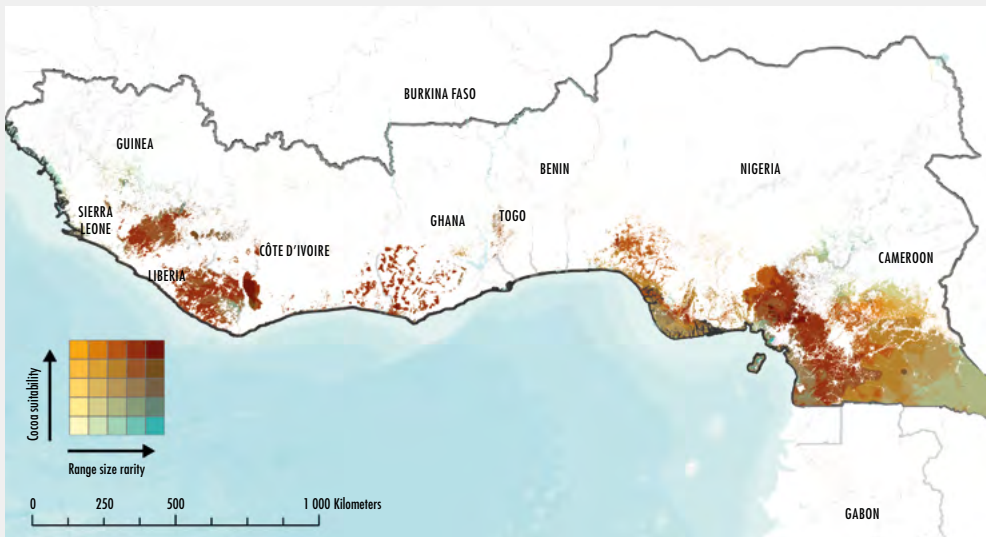 BURKINA FASO
GUINEA
BENIN
NIGERIA
SIERRA
LEONE
GHANA
TOGO
CÔTE D'IVOIRE
CAMEROON
LIBERIA
Cocoa suitability
Range size rarity
0 250 500 1 000 Kilometers
GABON